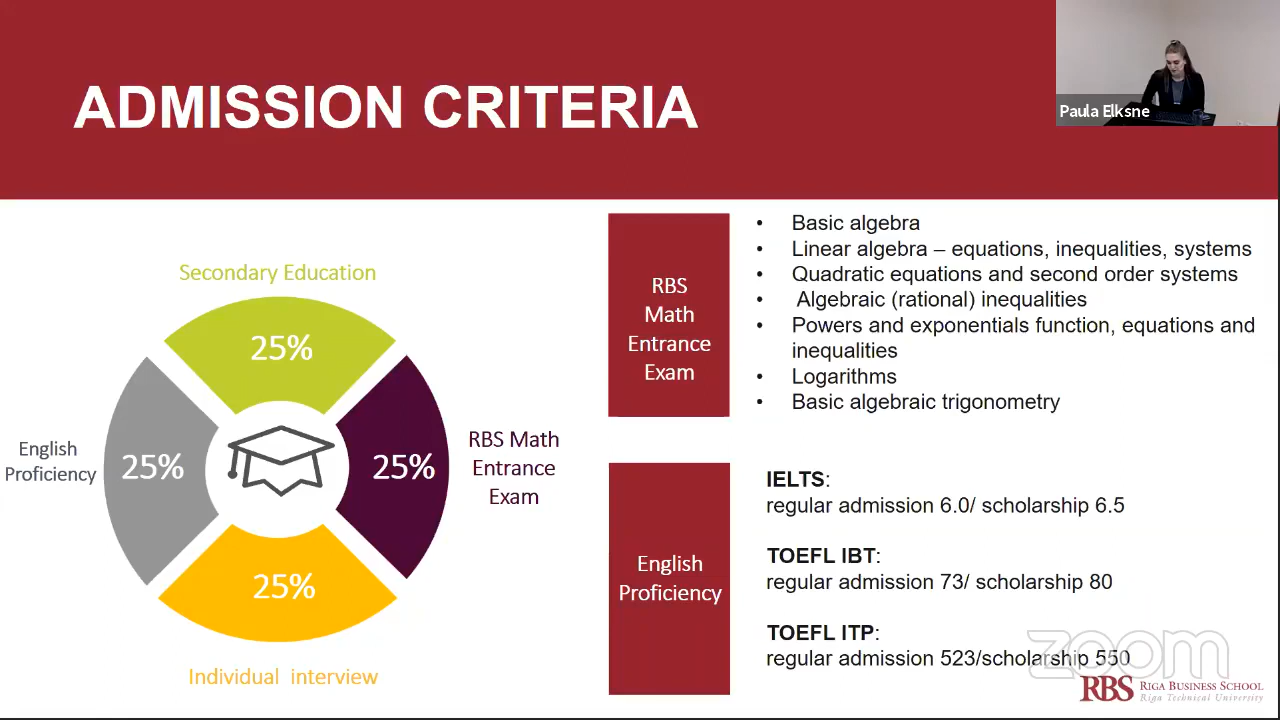 ADMISSION CRITERIA
Paula Elksne
Secondary Education
25%
English
Proficiency
25%
25%
RBS Math
Entrance
Exam
25%
Individual interview
RBS
Math
Entrance
Exam
• Basic algebra
• Linear algebra – equations, inequalities, systems
• Quadratic equations and second order systems
• Algebraic (rational) inequalities
• Powers and exponentials function, equations and
inequalities
• Logarithms
• Basic algebraic trigonometry
English
Proficiency
IELTS:
regular admission 6.0/ scholarship 6.5
TOEFL IBT:
regular admission 73/ scholarship 80
TOEFL ITP:
regular admission 523/scholarship 550
zoom
RBS RIGA BUSINESS SCHOOL
Riga Technical University